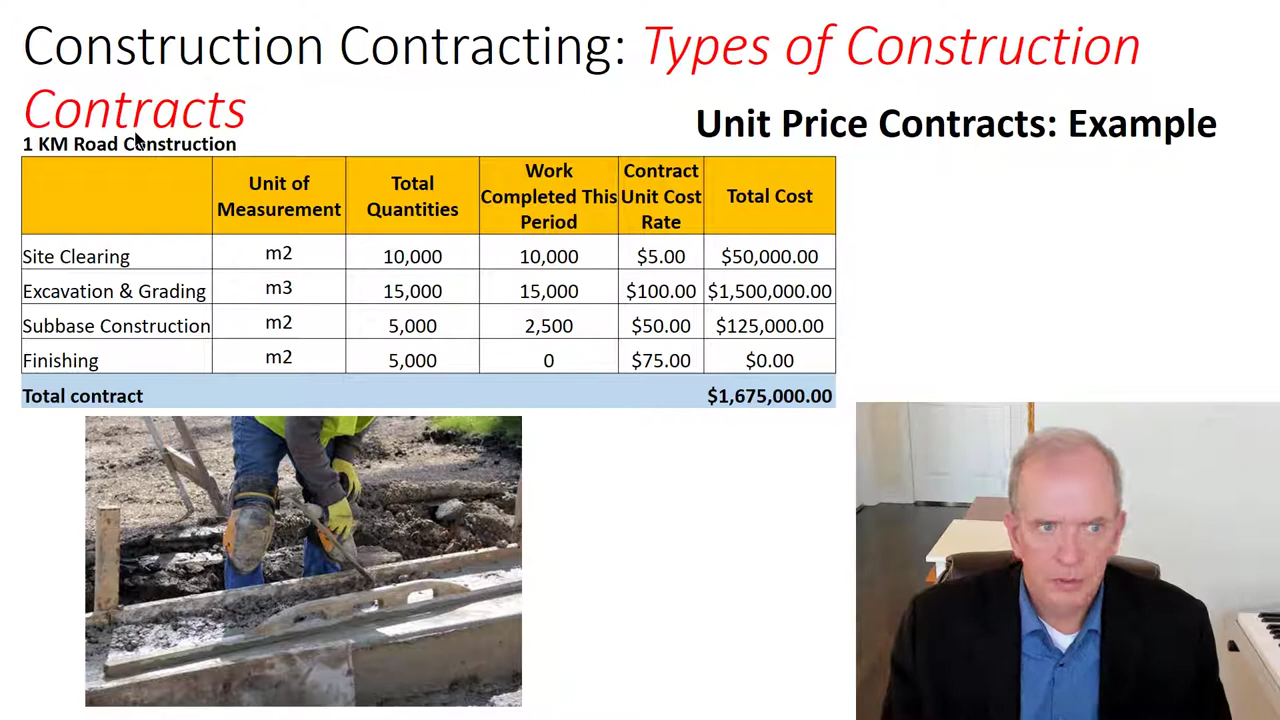 Construction Contracting: Types of Construction
Contracts
Unit Price Contracts: Example
1 KM Road Construction
Unit of Measurement Total Quantities Work Completed This Period Contract Unit Cost Rate Total Cost
Site Clearing m2 10,000 10,000 $5.00 $50,000.00
Excavation & Grading m3 15,000 15,000 $100.00 $1,500,000.00
Subbase Construction m2 5,000 2,500 $50.00 $125,000.00
Finishing m2 5,000 0 $75.00 $0.00
Total contract $1,675,000.00